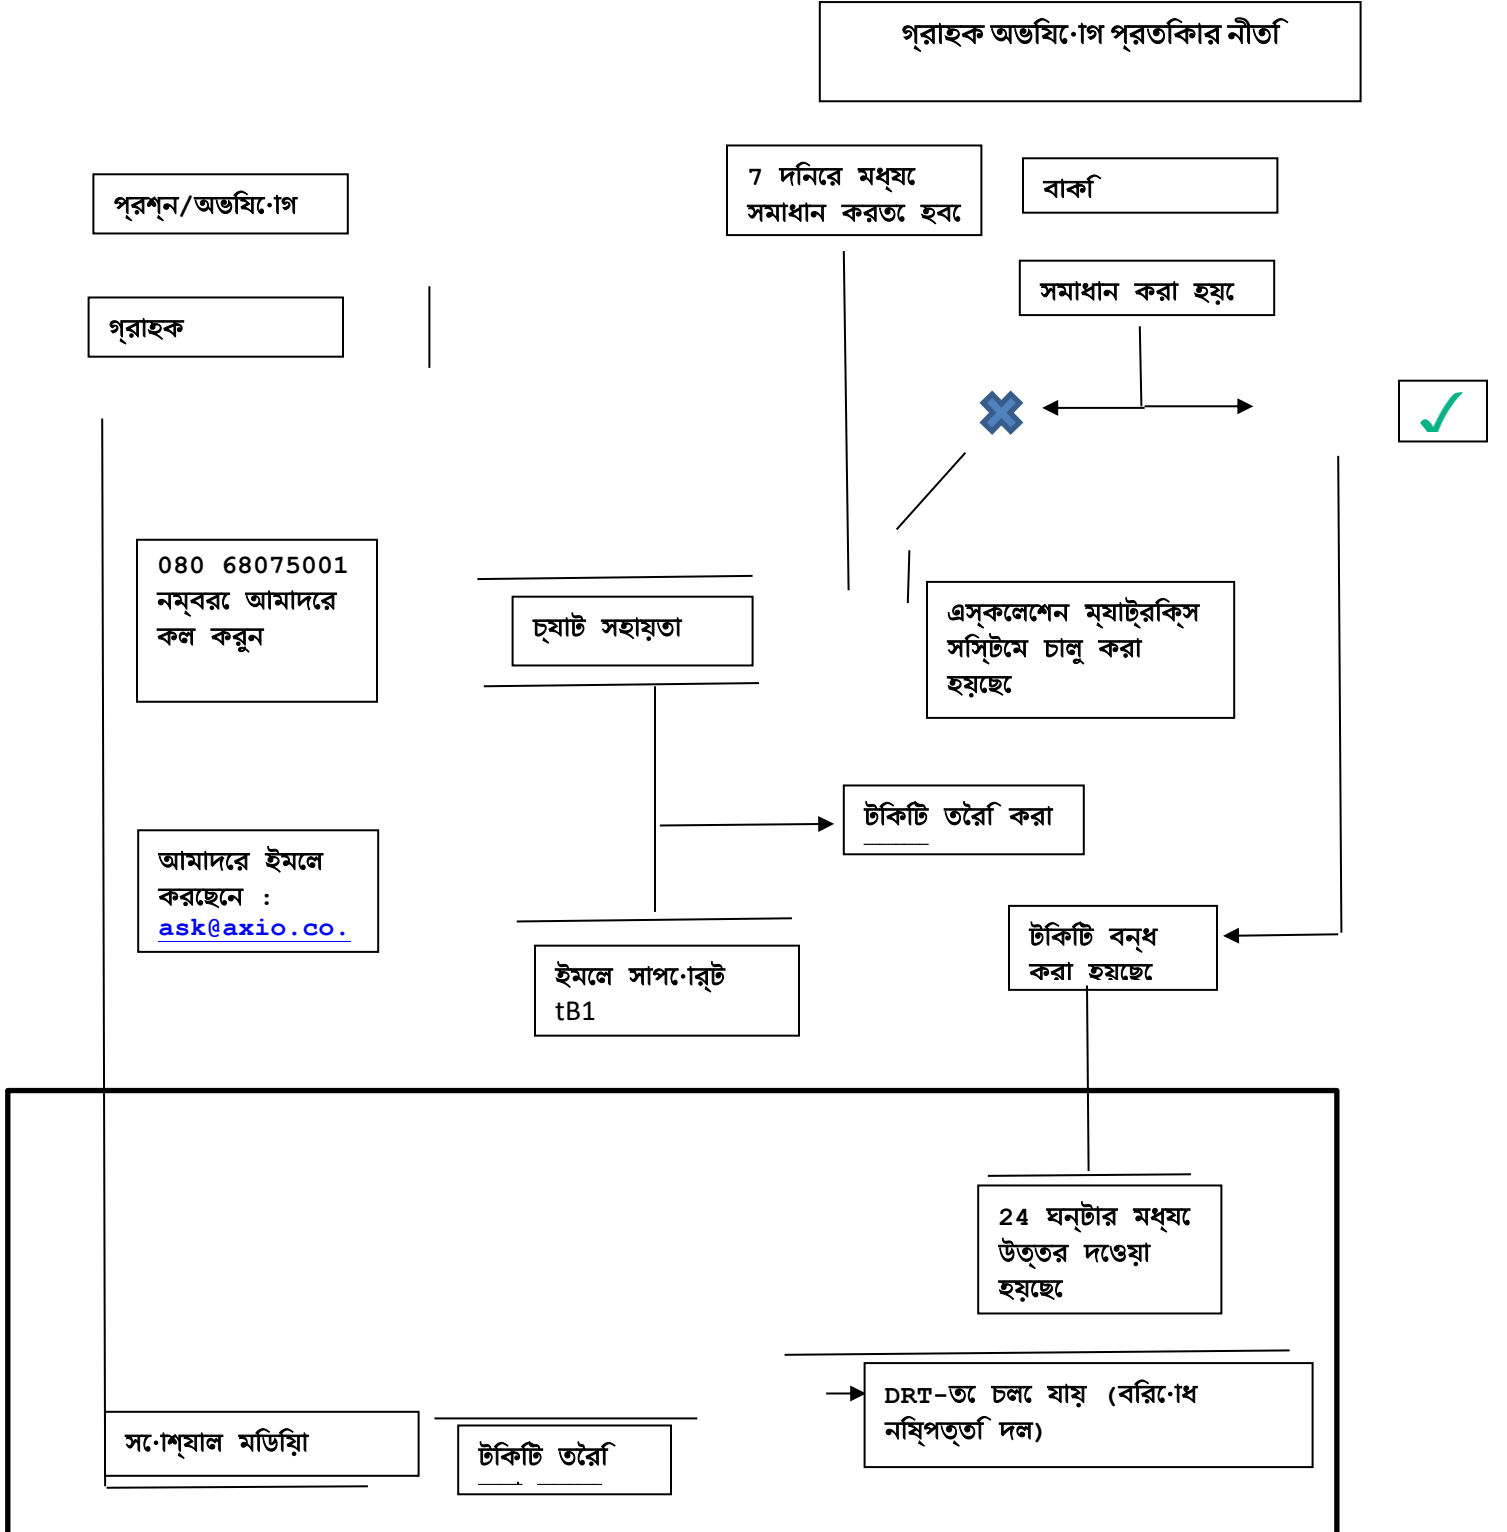 গ্রাহক অভিযোগ প্রতিকার নীতি
7 দিনের মধ্যে
সমাধান করতে হবে
বাকি
প্রশ্ন/অভিযোগ
সমাধান করা হয়ে
গ্রাহক
080 68075001
নম্বরে আমাদের
কল করুন
চ্যাট সহায়তা
এস্কেলেশন ম্যাট্রিক্স
সিস্টেমে চালু করা
হয়েছে
টিকিট তৈরি করা
আমাদের ইমেল
করেছেন :
ask@axio.co.
টিকিট বন্ধ
করা হয়েছে
ইমেল সাপোর্ট
tB1
24 ঘন্টার মধ্যে
উত্তর দেওয়া
হয়েছে
DRT-তে চলে যায় (বিরোধ
নিষ্পত্তি দল)
সোশ্যাল মিডিয়া
টিকিট তৈরি